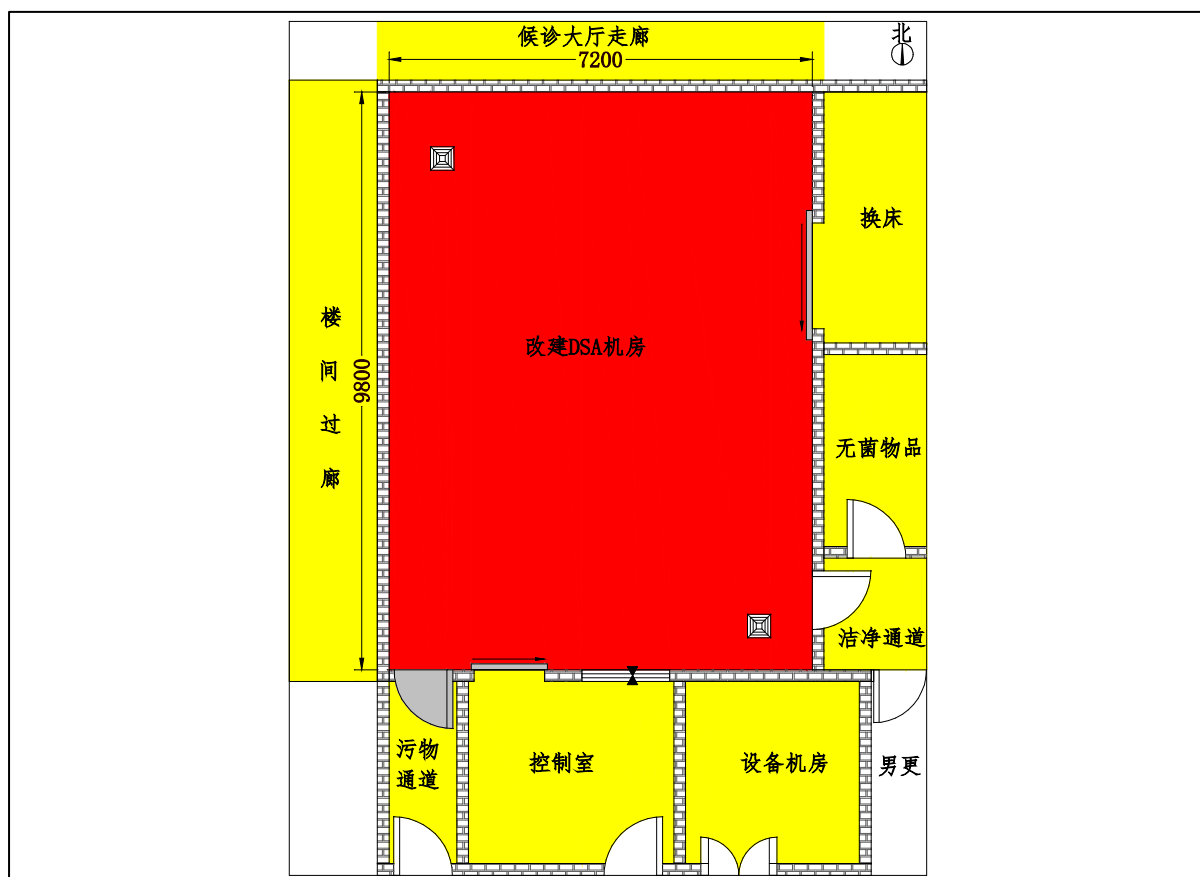 候诊大厅走廊
北
7200
换床
楼间过廊
9800
改建DSA机房
无菌物品
洁净通道
污物
通道
控制室
设备机房
男更